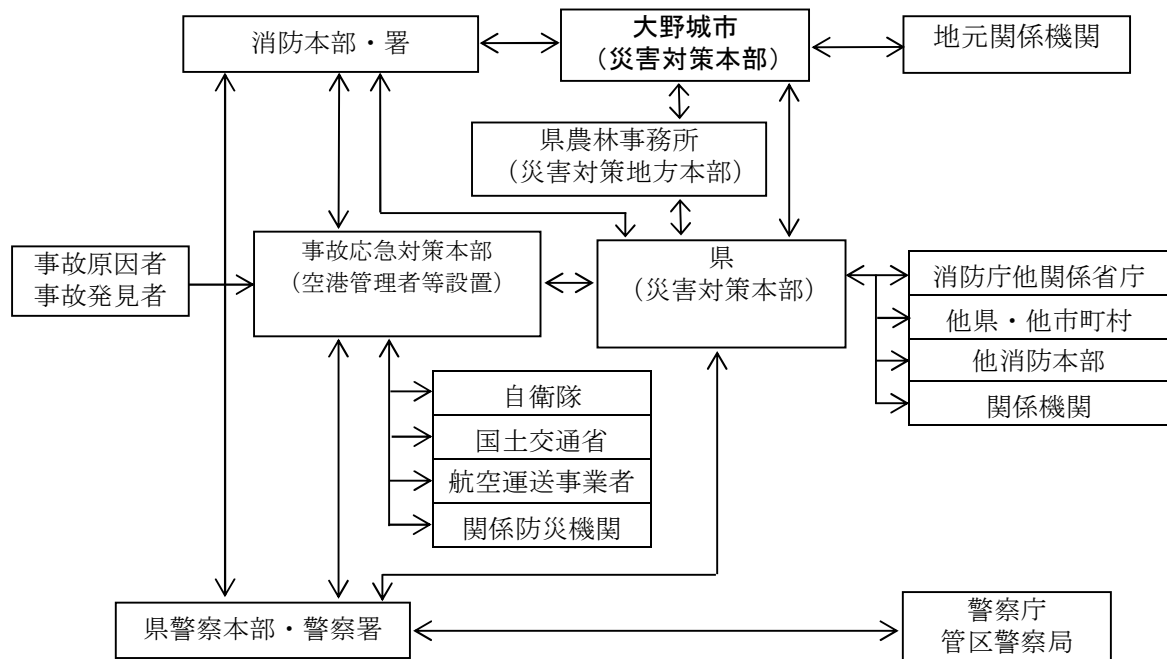 消防本部・署
大野城市
(災害対策本部)
地元関係機関
県農林事務所
(災害対策地方本部)
事故原因者
事故発見者
事故応急対策本部
(空港管理者等設置)
県
(災害対策本部)
消防庁他関係省庁
他県・他市町村
他消防本部
関係機関
自衛隊
国土交通省
航空運送事業者
関係防災機関
県警察本部・警察署
警察庁
管区警察局